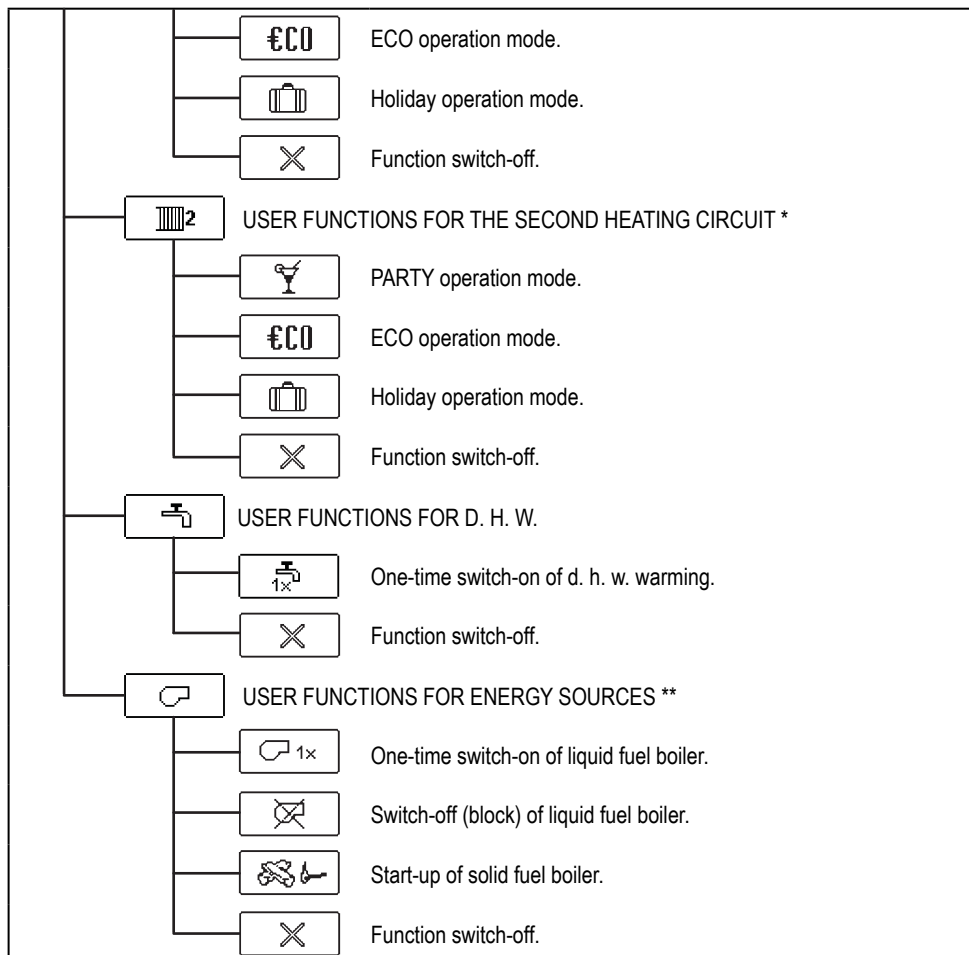 €CO ECO operation mode.
Holiday operation mode.
Function switch-off.
2 USER FUNCTIONS FOR THE SECOND HEATING CIRCUIT *
PARTY operation mode.
€CO ECO operation mode.
Holiday operation mode.
Function switch-off.
USER FUNCTIONS FOR D. H. W.
1x One-time switch-on of d. h. w. warming.
Function switch-off.
USER FUNCTIONS FOR ENERGY SOURCES **
1x One-time switch-on of liquid fuel boiler.
Switch-off (block) of liquid fuel boiler.
Start-up of solid fuel boiler.
Function switch-off.